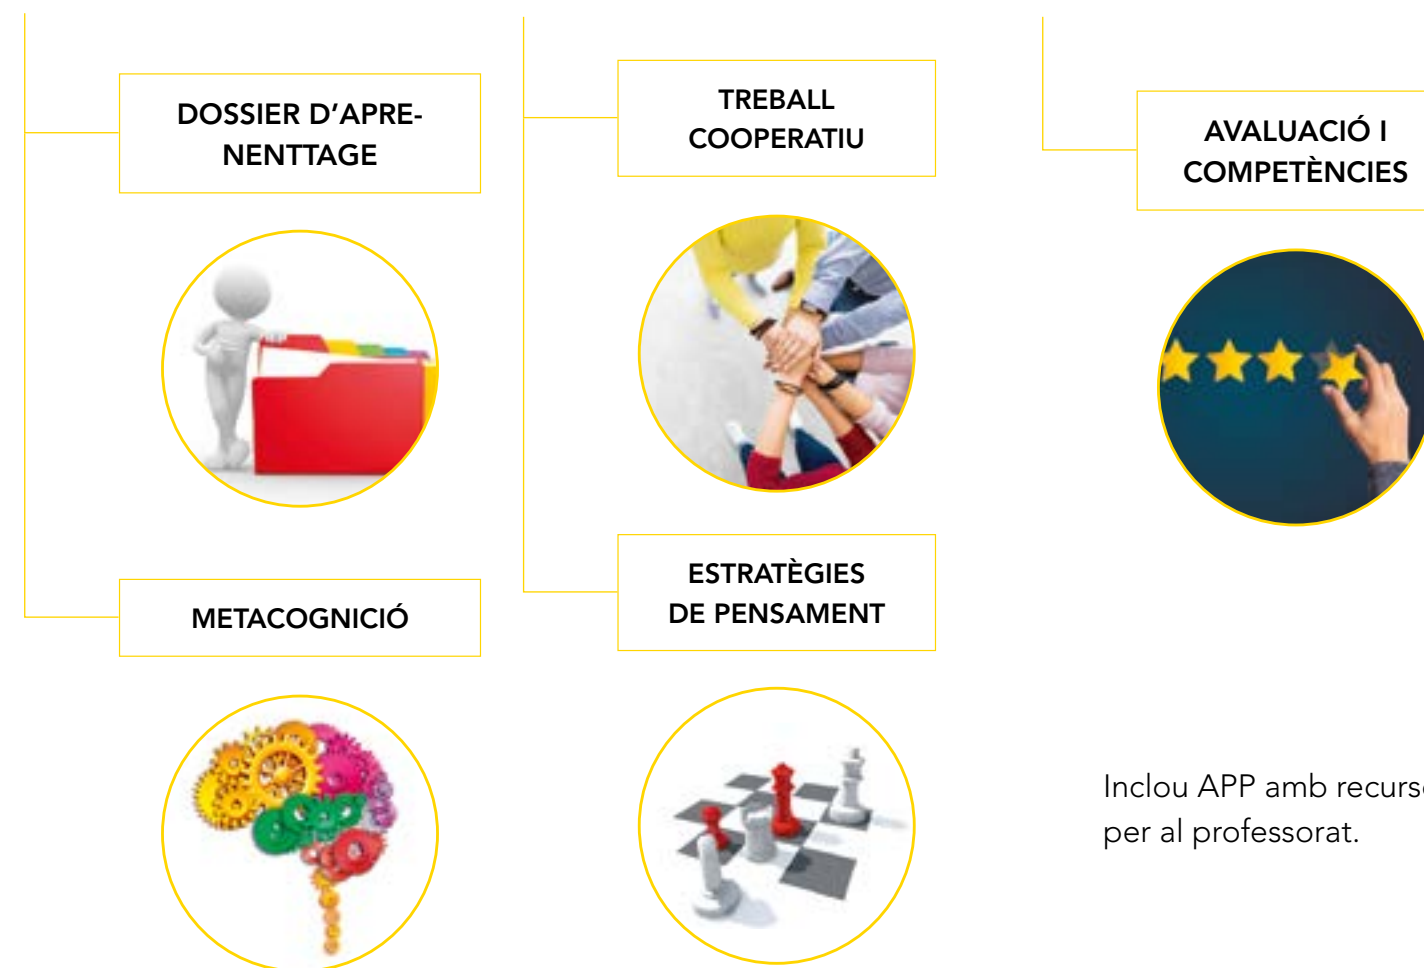 DOSSIER D’APRE-
NENTTAGE
METACOGNICIÓ
TREBALL
COOPERATIU
ESTRATÈGIES
DE PENSAMENT
AVALUACIÓ I
COMPETÈNCIES
Inclou APP amb
per al professorat.